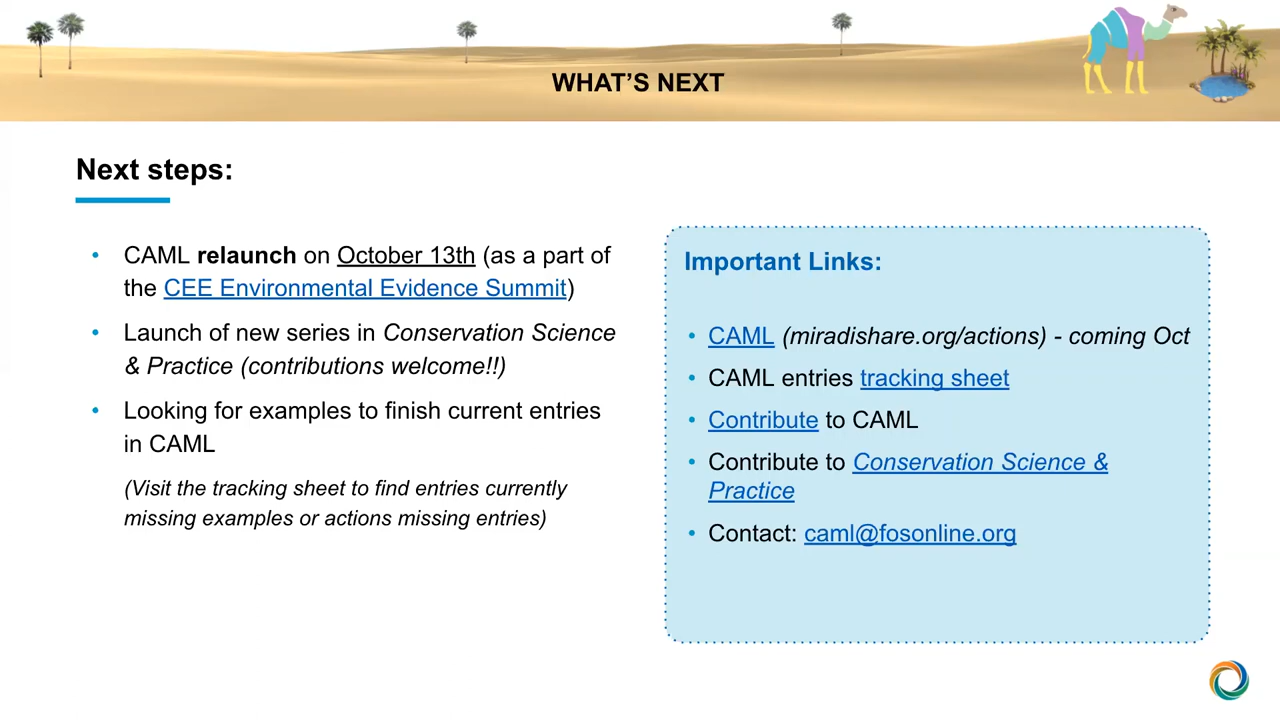 WHAT'S NEXT
Next steps:
• CAML relaunch on October 13th (as a part of
the CEE Environmental Evidence Summit)
• Launch of new series in Conservation Science
& Practice (contributions welcome!!)
• Looking for examples to finish current entries
in CAML
(Visit the tracking sheet to find entries currently
missing examples or actions missing entries)
Important Links:
• CAML (miradishare.org/actions) - coming Oct
• CAML entries tracking sheet
• Contribute to CAML
• Contribute to Conservation Science &
Practice
• Contact: caml@fosonline.org